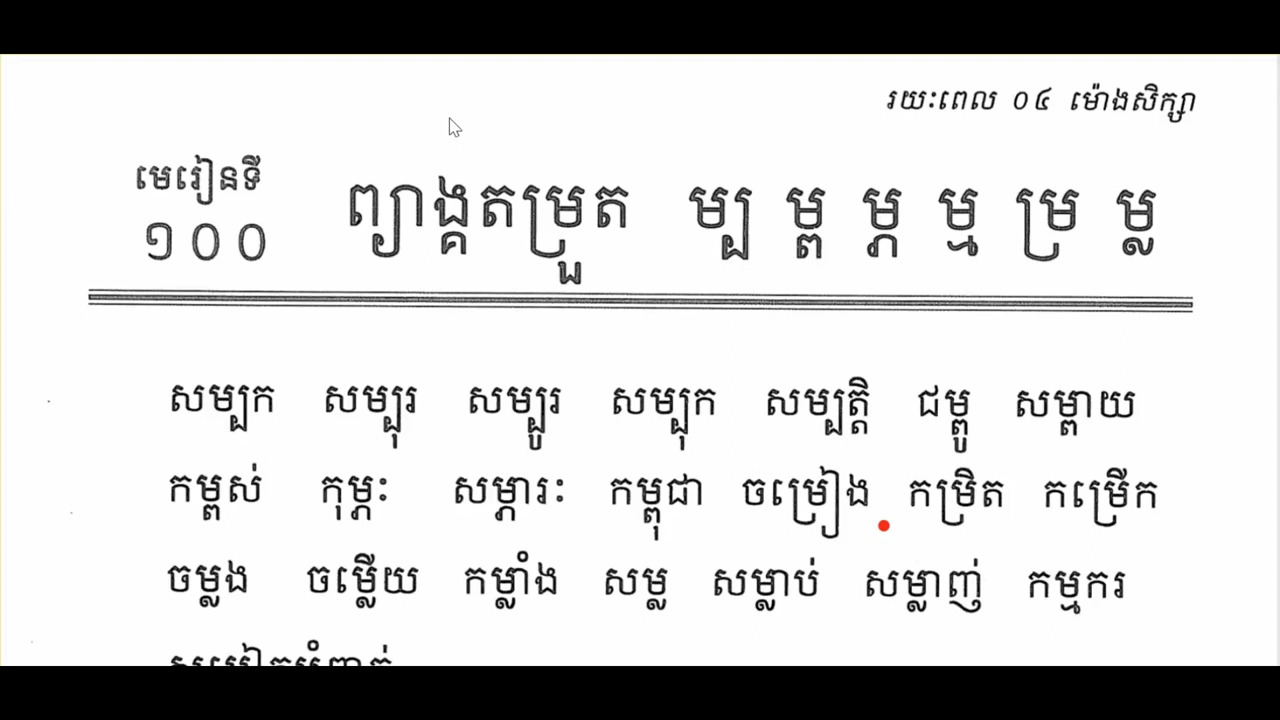 រយៈពេល ០៤ ម៉ោងសិក្សា
មេរៀនទី
១០០
ព្យាង្គតម្រួត ម្ប ម្ព ម្ភ ម្ម ម្រ ម្ល
សម្បក សម្បុរ សម្បូរ សម្បុក សម្បត្តិ ជម្ពូ សម្ពាយ
កម្ពស់ កុម្ភៈ សម្ភារៈ កម្ពុជា ចម្រៀង កម្រិត កម្រើក
ចម្លង ចម្លើយ កម្លាំង សម្ល សម្លាប់ សម្លាញ់ កម្មករ